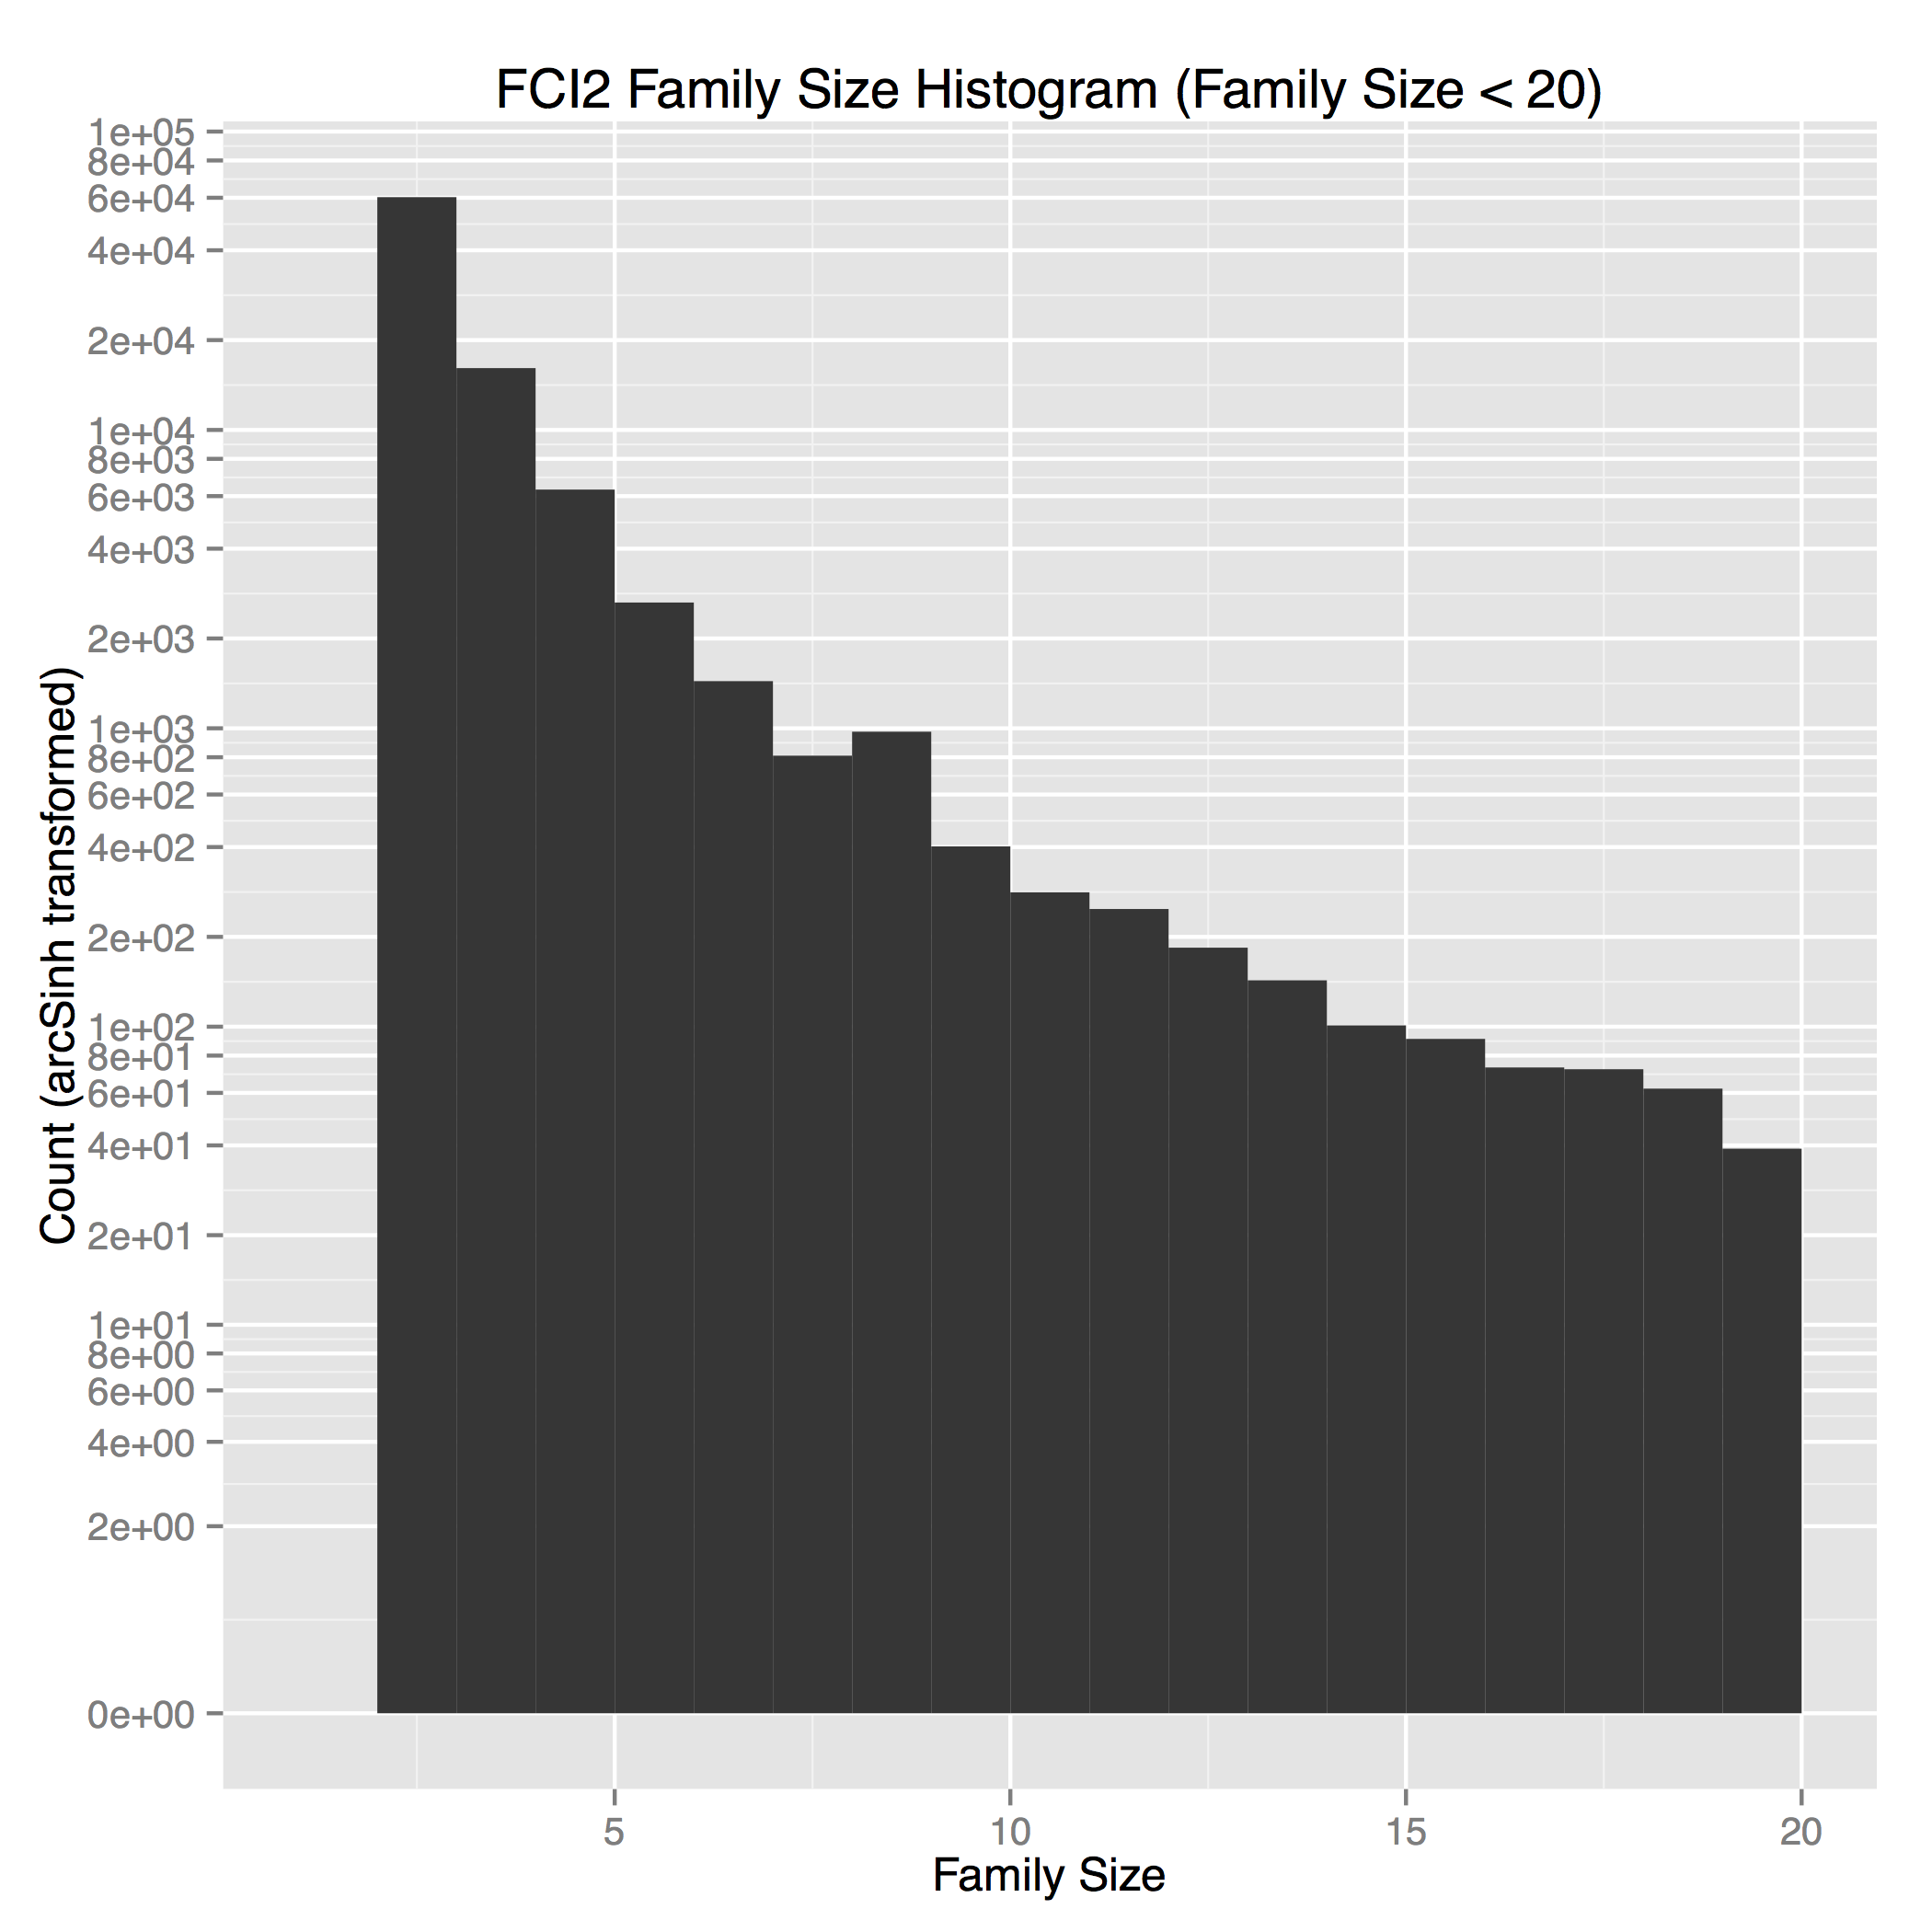 FCI2 Family Size Histogram (Family Size < 20)
1e+05
8e+04
6e+04
4e+04
2e+04
1e+04
8e+03
6e+03
4e+03
2e+03
1e+03
8e+02
6e+02
4e+02
2e+02
1e+02
8e+01
6e+01
4e+01
2e+01
1e+01
8e+00
6e+00
4e+00
2e+00
0e+00
Count (arcSinh transformed)
5 10 15 20
Family Size